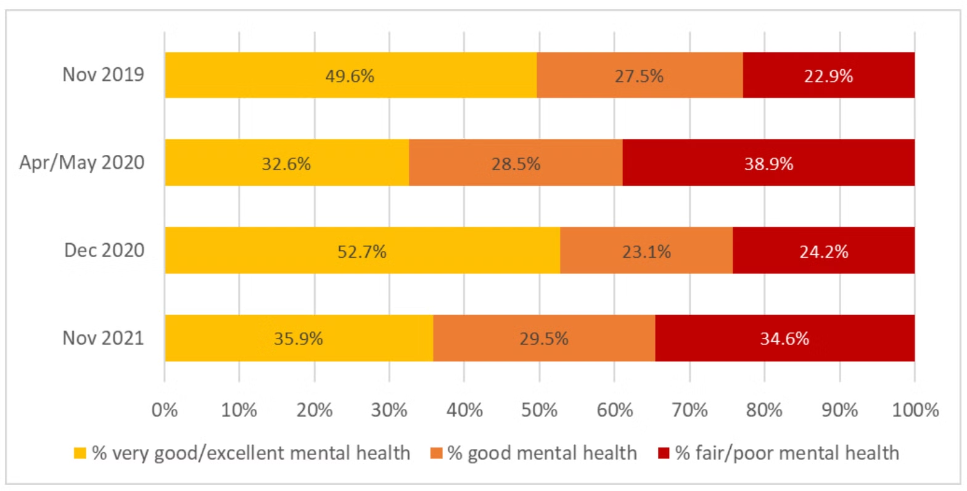 Nov 2019 49.6% 27.5% 22.9%
Apr/May 2020 32.6% 28.5% 38.9%
Dec 2020 52.7% 23.1% 24.2%
Nov 2021 35.9% 29.5% 34.6%
0% 10% 20% 30% 40% 50% 60% 70% 80% 90% 100%
% very good/excellent mental health % good mental health % fair/poor mental health